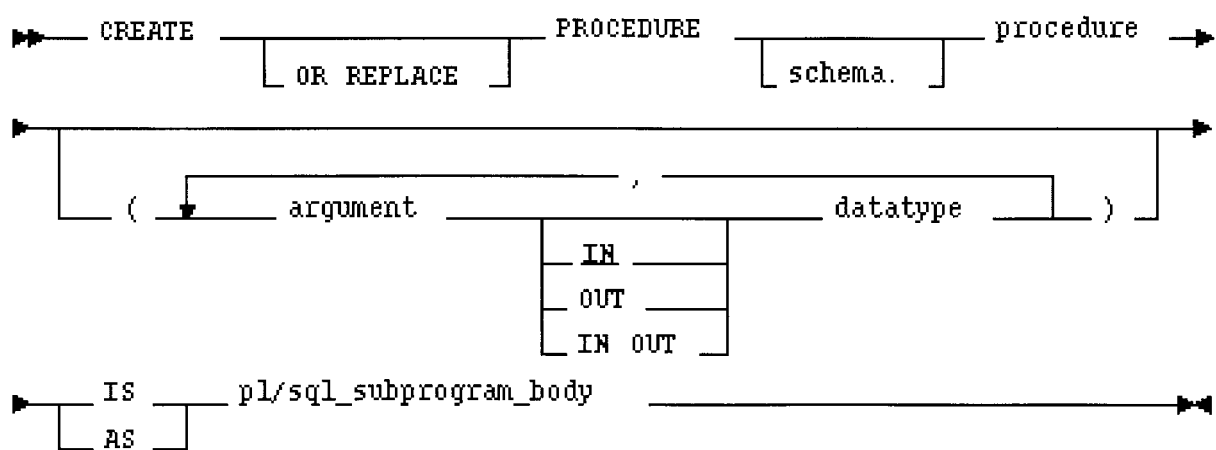 CREATE PROCEDURE procedure
OR REPLACE schema.
,
( argument datatype )
IN
OUT
IN OUT
IS pl/sql_subprogram_body
AS